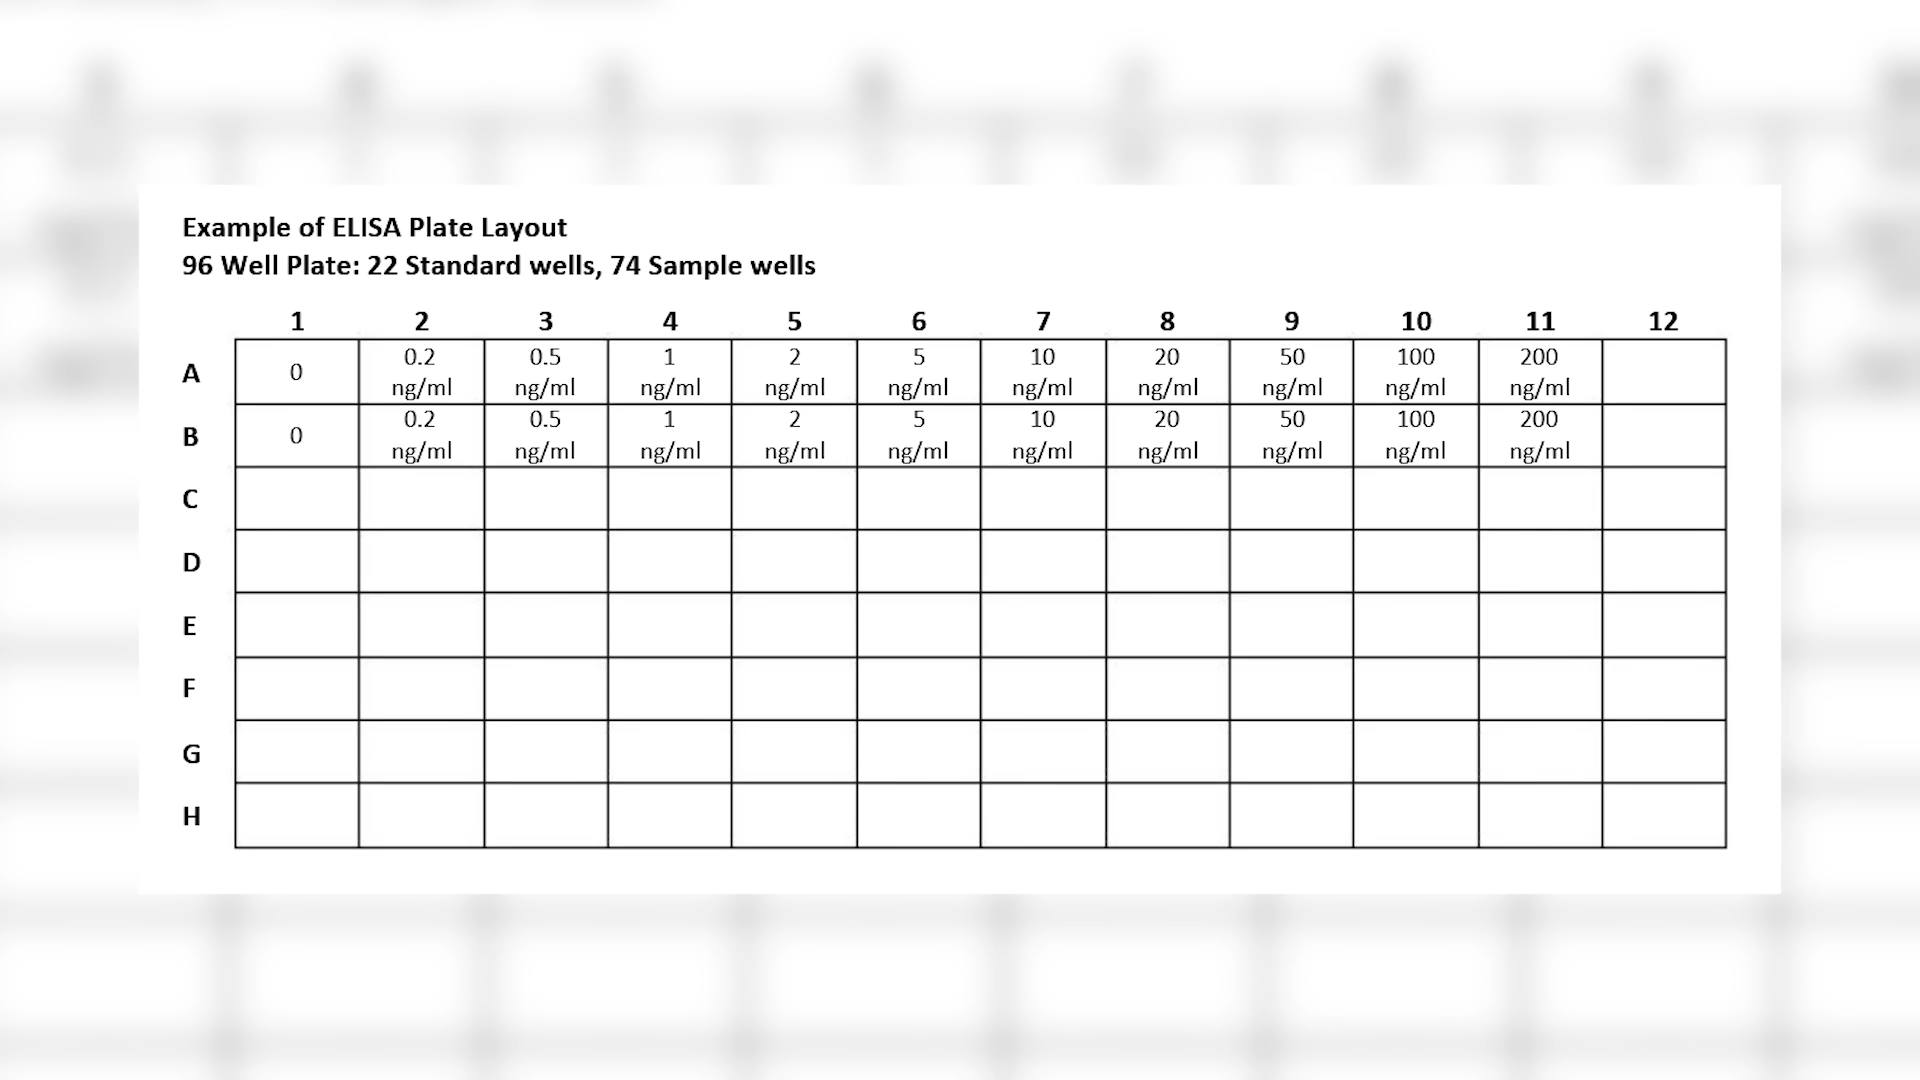 Example of ELISA Plate Layout
96 Well Plate: 22 Standard wells, 74 Sample wells
1 2 3 4 5 6 7 8 9 10 11 12
A 0 0.2 ng/ml 0.5 ng/ml 1 ng/ml 2 ng/ml 5 ng/ml 10 ng/ml 20 ng/ml 50 ng/ml 100 ng/ml 200 ng/ml
B 0 0.2 ng/ml 0.5 ng/ml 1 ng/ml 2 ng/ml 5 ng/ml 10 ng/ml 20 ng/ml 50 ng/ml 100 ng/ml 200 ng/ml
C
D
E
F
G
H